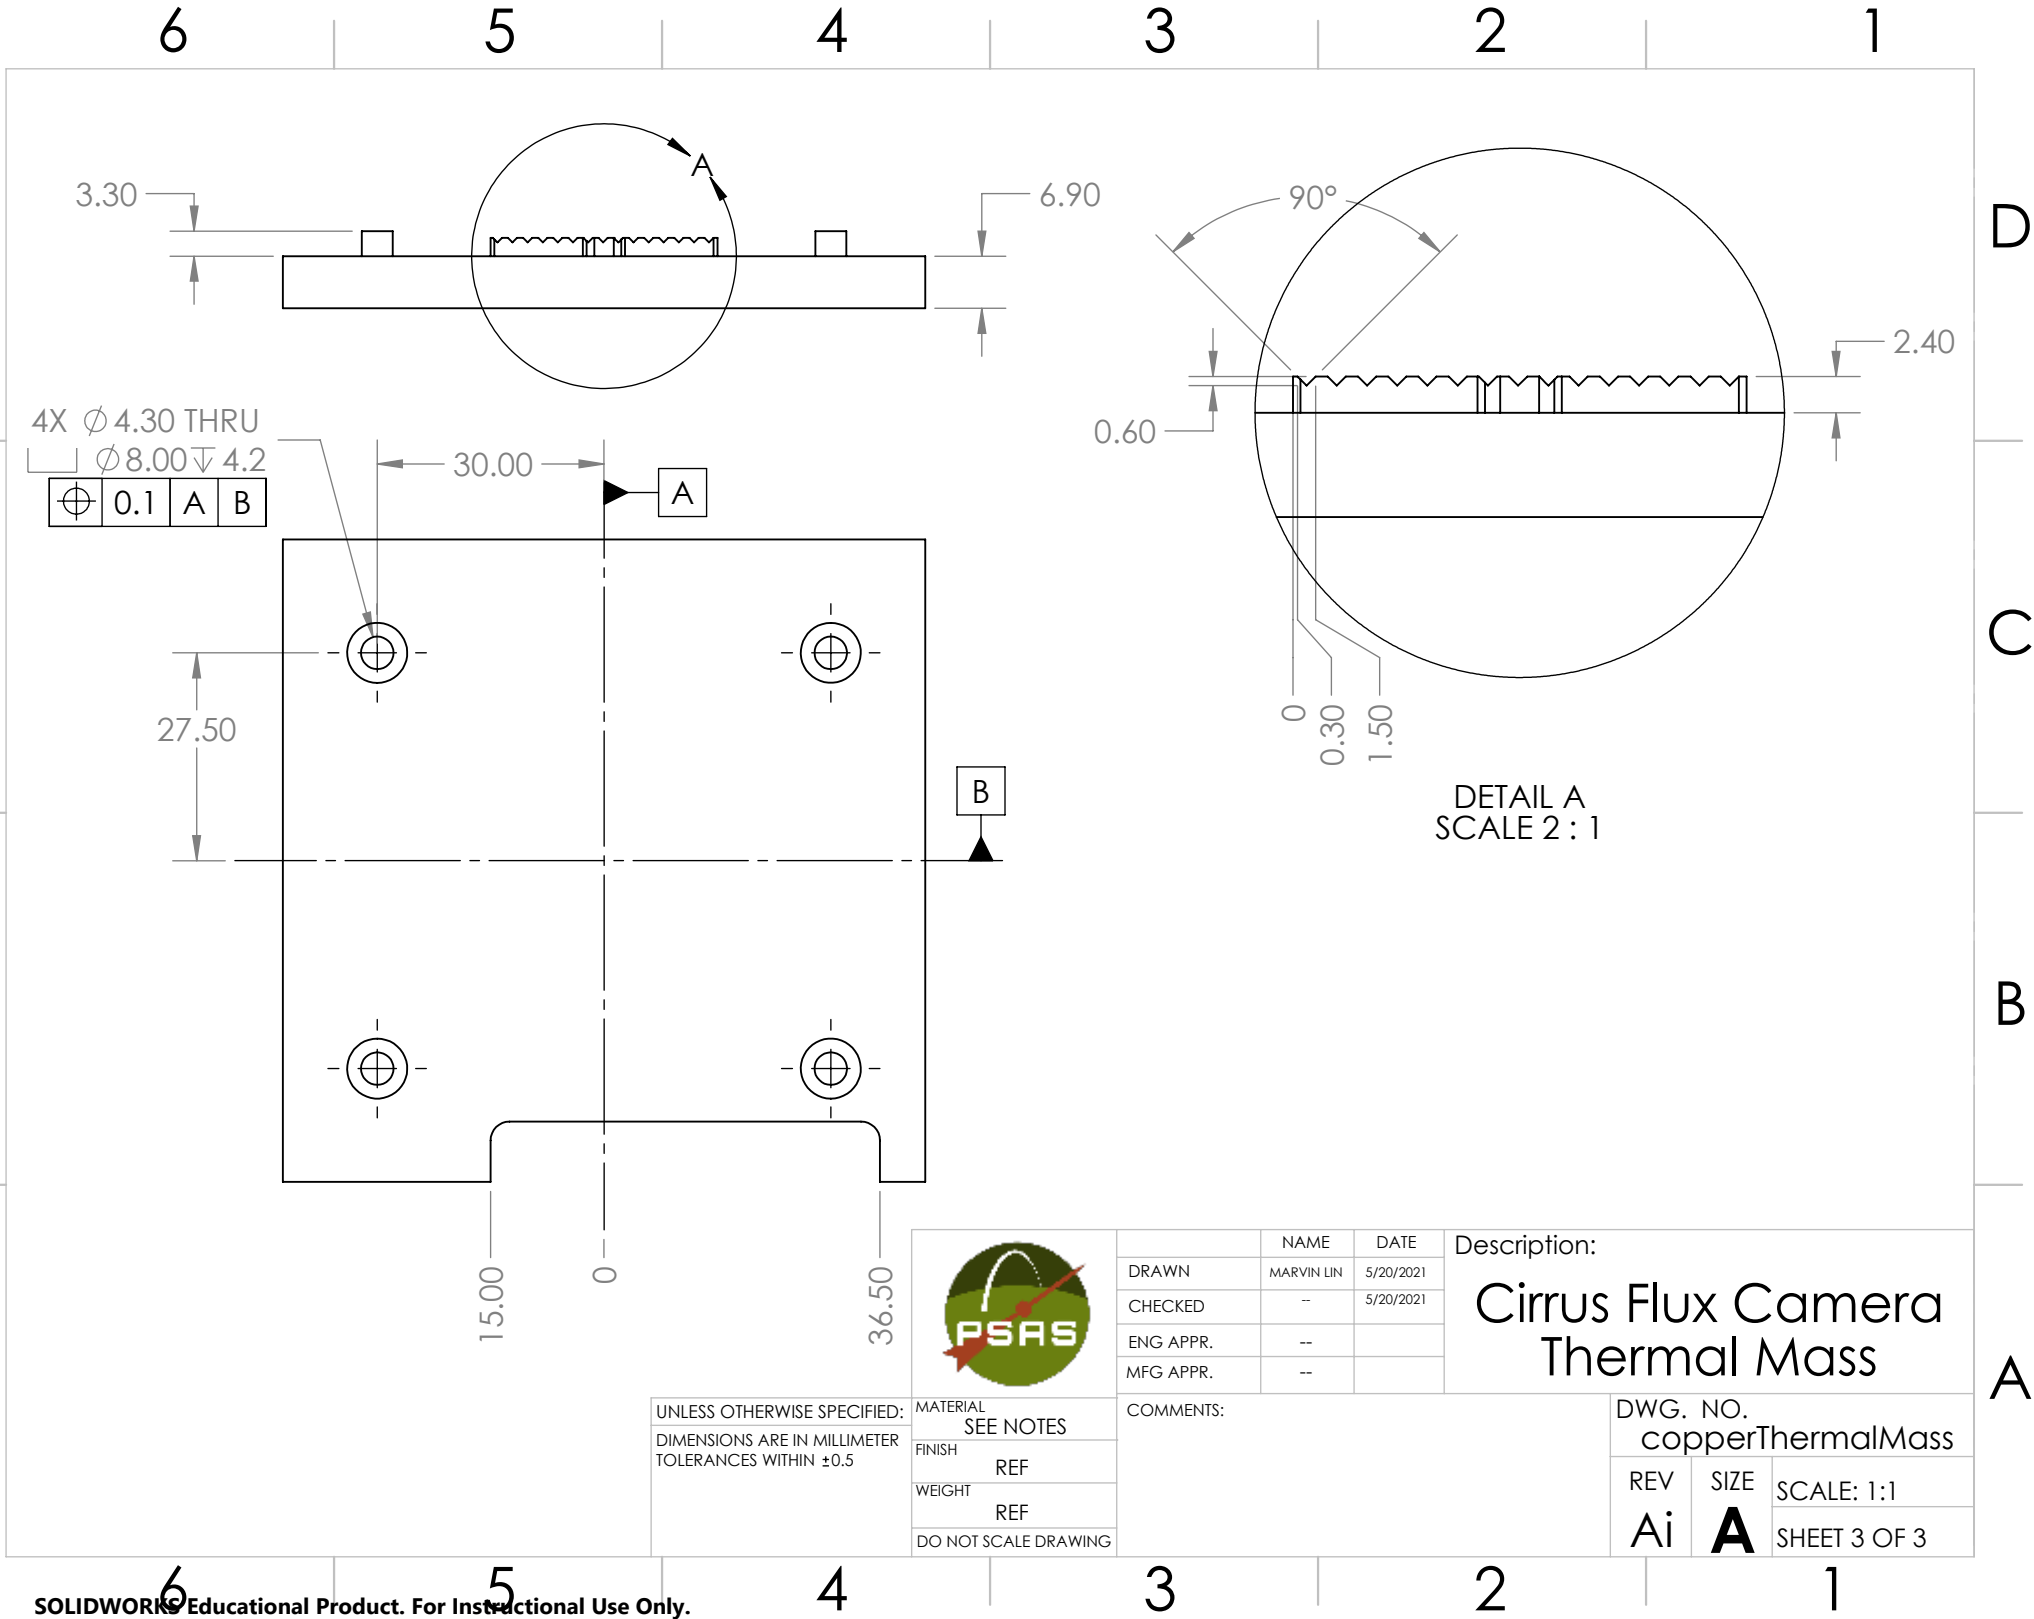 6 5 4 3 2 1
D
C
B
A
3.30
A
6.90
90°
2.40
0.60
0
0.30
1.50
DETAIL A
SCALE 2 : 1
4X ∅ 4.30 THRU
⌴ ∅ 8.00 ↧ 4.2
⌖ 0.1 A B
30.00
A
27.50
B
15.00
0
36.50
PSAS
NAME DATE
DRAWN MARVIN LIN 5/20/2021
CHECKED -- 5/20/2021
ENG APPR. --
MFG APPR. --
Description:
Cirrus Flux Camera
Thermal Mass
UNLESS OTHERWISE SPECIFIED:
DIMENSIONS ARE IN MILLIMETER
TOLERANCES WITHIN ±0.5
MATERIAL
SEE NOTES
FINISH
REF
WEIGHT
REF
DO NOT SCALE DRAWING
COMMENTS:
DWG. NO.
copperThermalMass
REV
Ai
SIZE
A
SCALE: 1:1
SHEET 3 OF 3
6 5 4 3 2 1
SOLIDWORKS Educational Product. For Instructional Use Only.